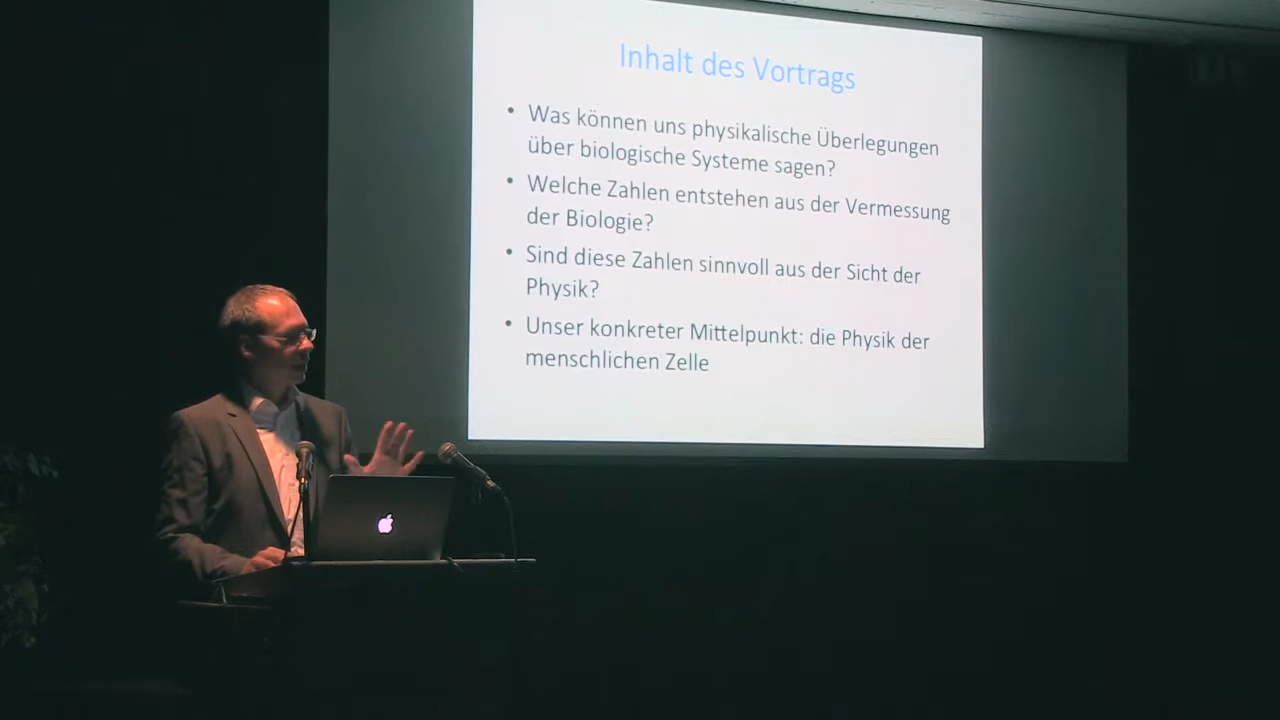 Inhalt des Vortrags
• Was können uns physikalische Überlegungen
über biologische Systeme sagen?
• Welche Zahlen entstehen aus der Vermessung
der Biologie?
• Sind diese Zahlen sinnvoll aus der Sicht der
Physik?
• Unser konkreter Mittelpunkt: die Physik der
menschlichen Zelle